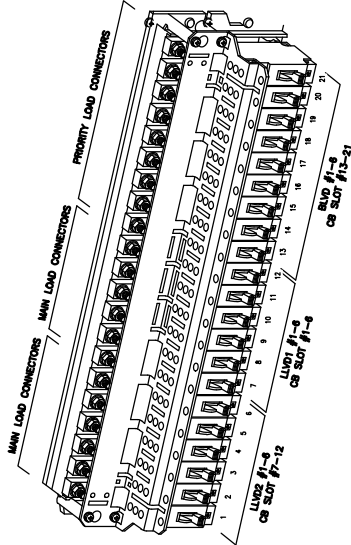 PRIORITY LOAD CONNECTORS
MAIN LOAD CONNECTORS
MAIN LOAD CONNECTORS
1 2 3 4 5 6 7 8 9 10 11 12 13 14 15 16 17 18 19 20 21
LLVD2 #1-6
CB SLOT #7-12
LLVD1 #1-6
CB SLOT #1-6
BLVD #1-6
CB SLOT #13-21